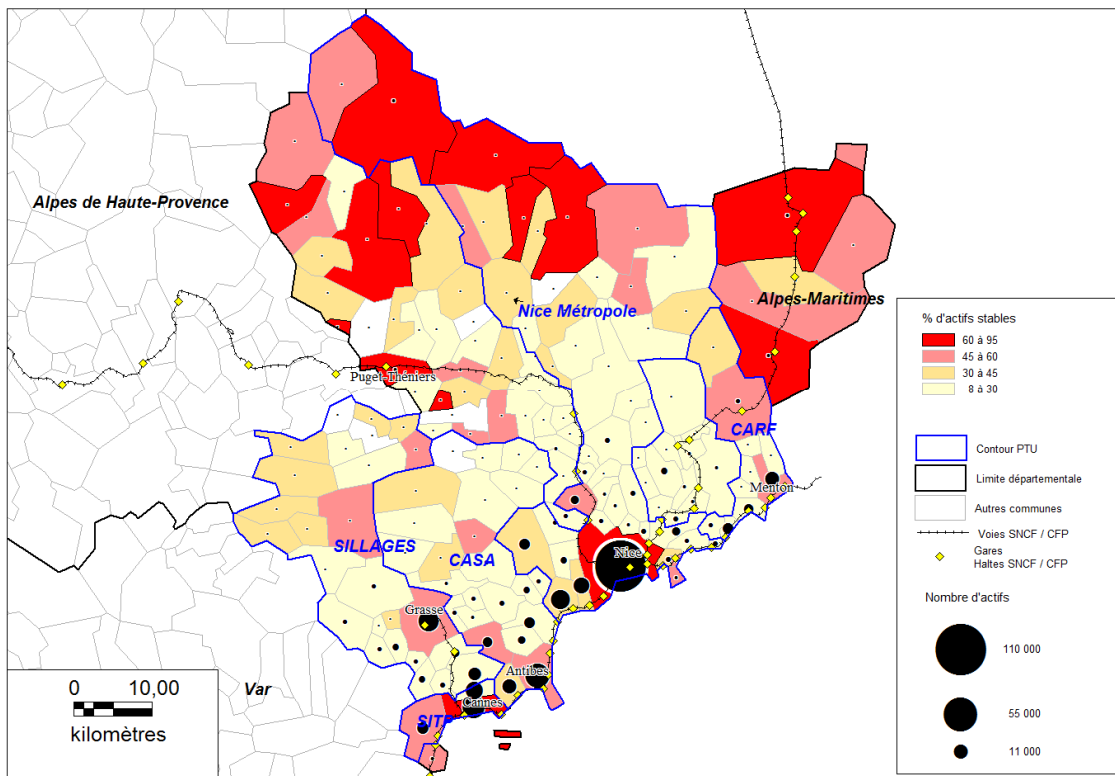 Alpes de Haute-Provence
Nice Métropole
Alpes-Maritimes
Puget-Théniers
CARF
Menton
SILLAGES
CASA
Nice
Grasse
Antibes
Cannes
SITP
Var
0 10,00
kilomètres
% d'actifs stables
60 à 95
45 à 60
30 à 45
8 à 30
Contour PTU
Limite départementale
Autres communes
Voies SNCF / CFP
Gares
Haltes SNCF / CFP
Nombre d'actifs
110 000
55 000
11 000